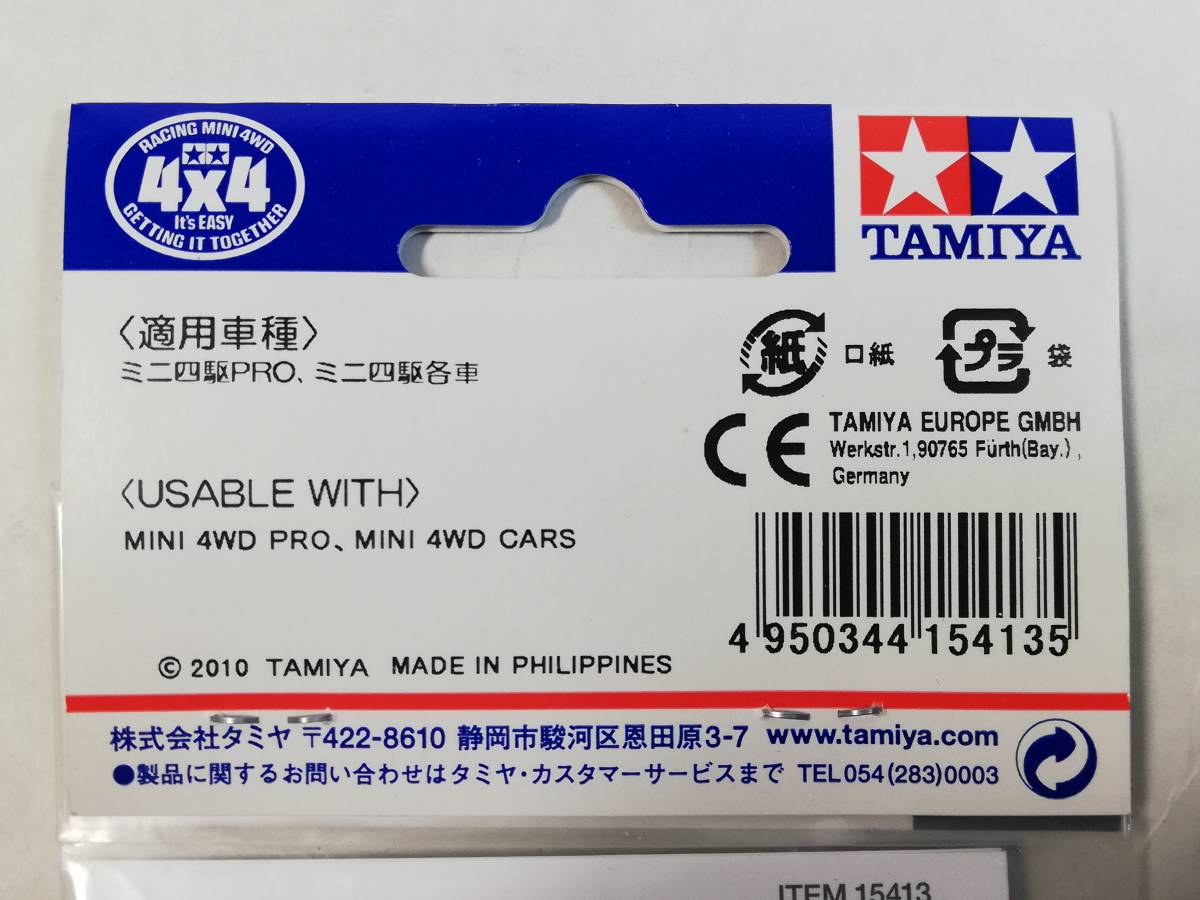 RACING MINI 4WD
4x4
It's EASY
GETTING IT TOGETHER
TAMIYA
〈適用車種〉
ミニ四駆PRO、ミニ四駆各車
紙 口紙
プラ 袋
CE
TAMIYA EUROPE GMBH
Werkstr.1,90765 Fürth(Bay.),
Germany
〈USABLE WITH〉
MINI 4WD PRO、MINI 4WD CARS
4 950344 154135
© 2010 TAMIYA MADE IN PHILIPPINES
株式会社タミヤ 〒422-8610 静岡市駿河区恩田原3-7 www.tamiya.com
●製品に関するお問い合わせはタミヤ・カスタマーサービスまで TEL054(283)0003
ITEM 15413